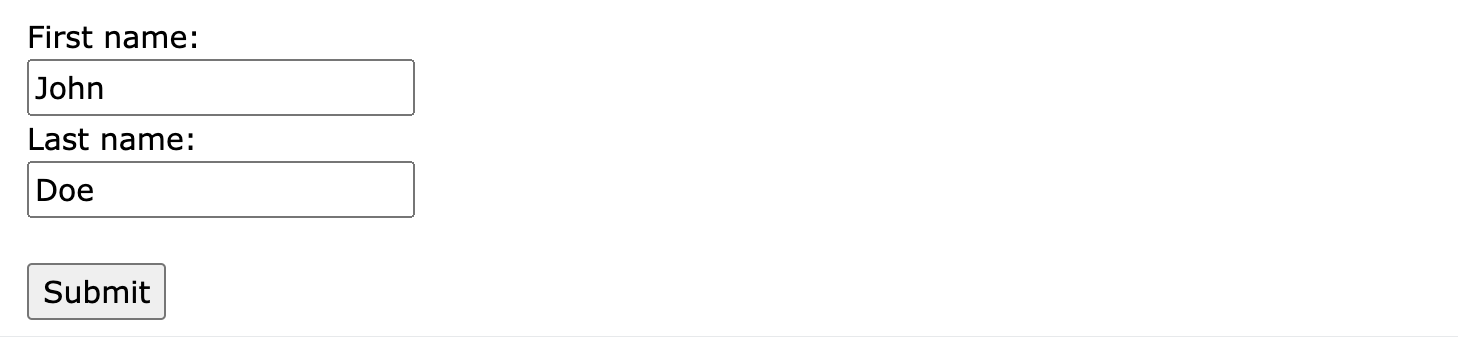 First name:
John
Last name:
Doe
Submit